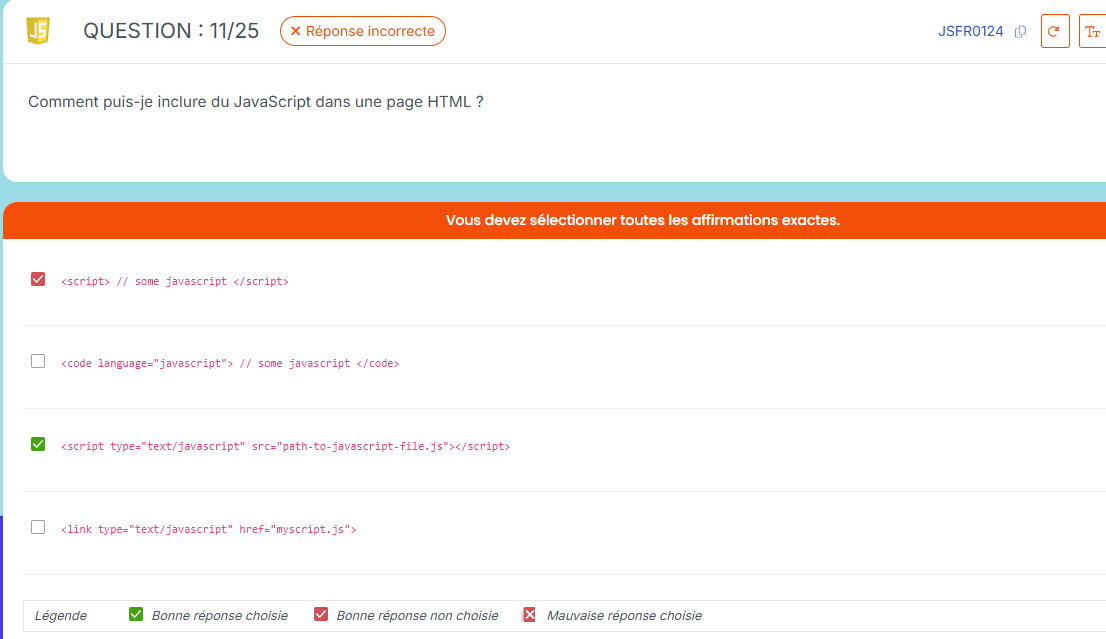 JS QUESTION : 11/25 ✕ Réponse incorrecte JSFR0124 TT
Comment puis-je inclure du JavaScript dans une page HTML ?
Vous devez sélectionner toutes les affirmations exactes.
<script> // some javascript </script>
<code language="javascript"> // some javascript </code>
<script type="text/javascript" src="path-to-javascript-file.js"></script>
<link type="text/javascript" href="myscript.js">
Légende Bonne réponse choisie Bonne réponse non choisie Mauvaise réponse choisie